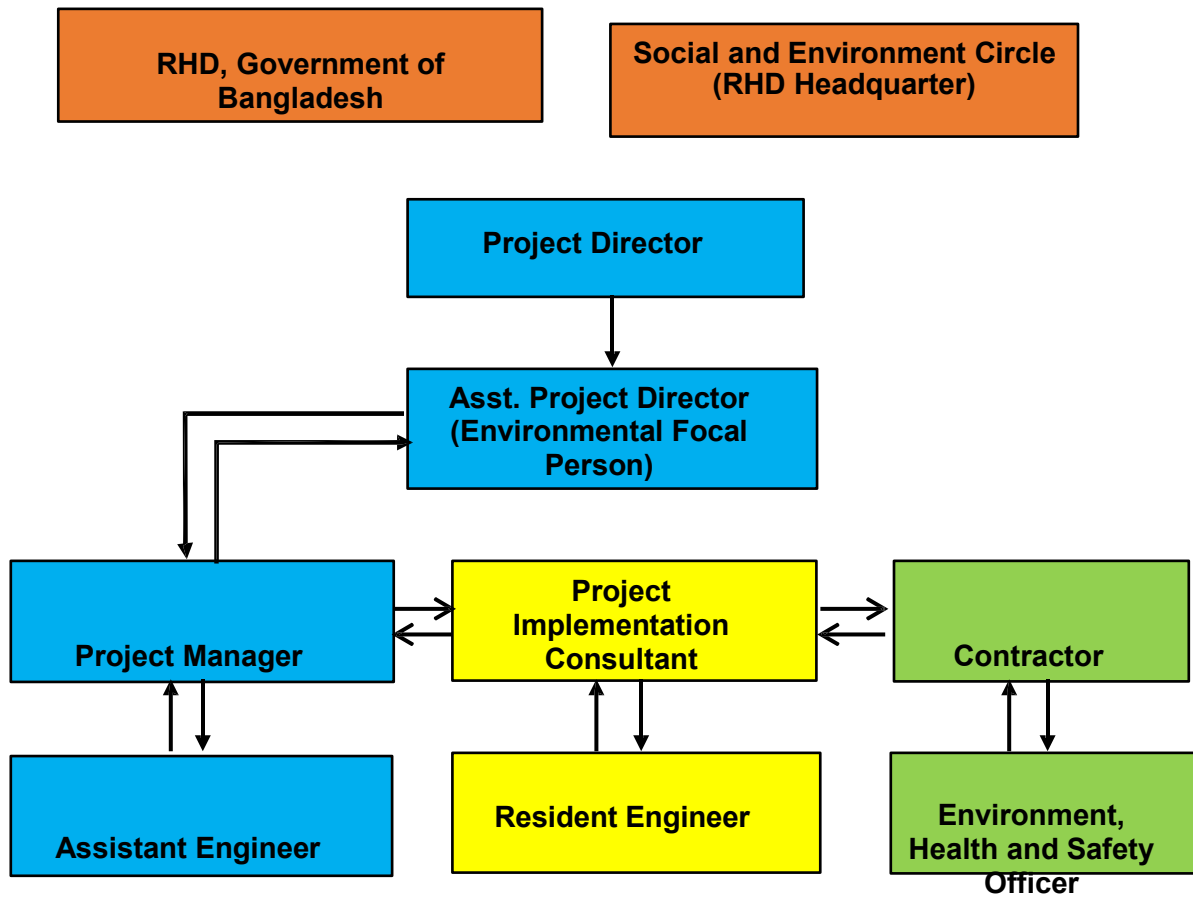 RHD, Government of
Bangladesh
Social and Environment Circle
(RHD Headquarter)
Project Director
Asst. Project Director
(Environmental Focal
Person)
Project Manager
Project
Implementation
Consultant
Contractor
Assistant Engineer
Resident Engineer
Environment,
Health and Safety
Officer